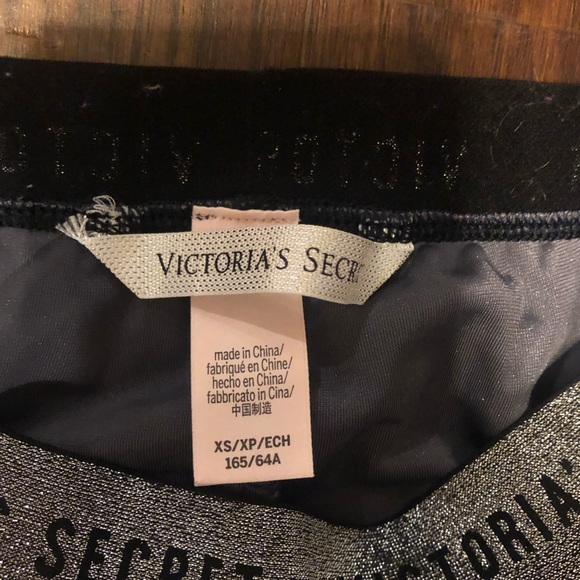 VICTORIA'S SECR
made in China/
fabriqué en Chine/
hecho en China/
fabbricato in Cina/
中国制造
XS/XP/ECH
165/64A
S SECRET VICTORIA'